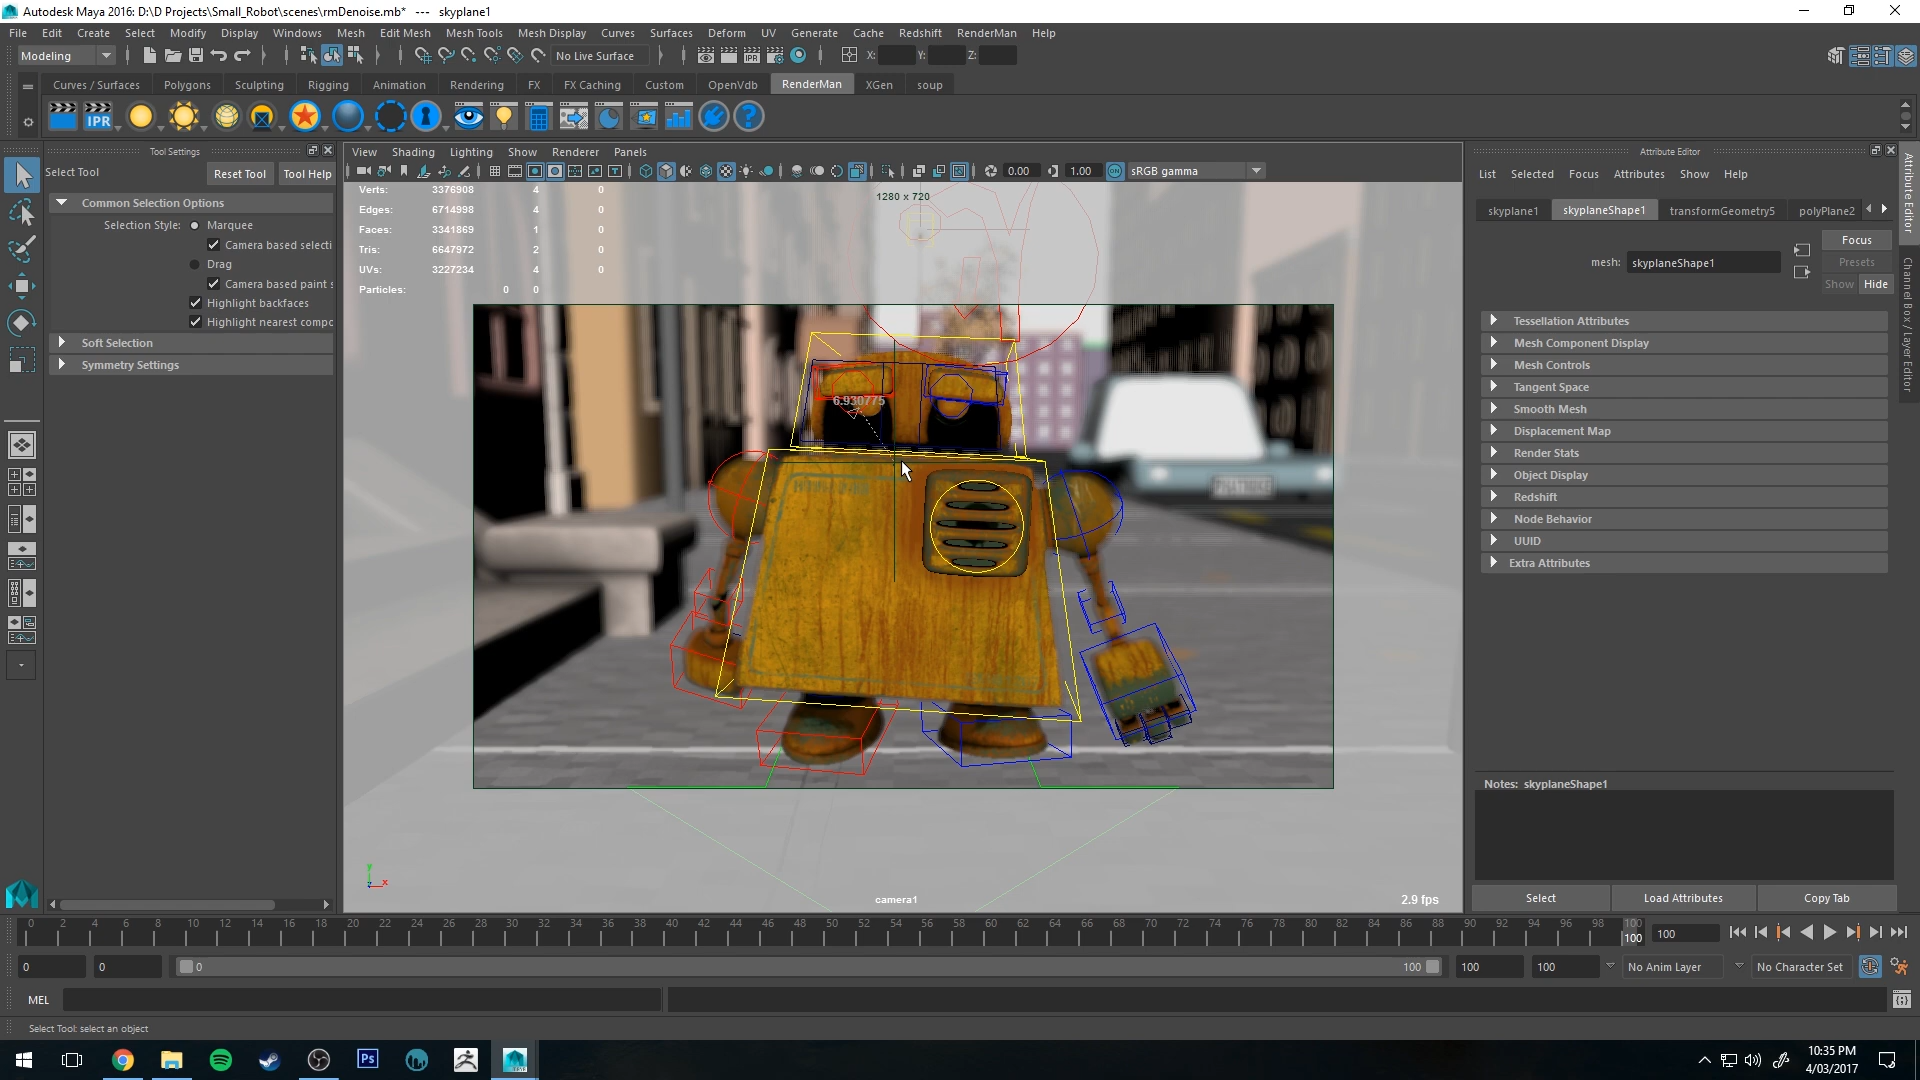 Autodesk Maya 2016: D:\D Projects\Small_Robot\scenes\rmDenoise.mb* --- skyplane1
File Edit Create Select Modify Display Windows Mesh Edit Mesh Mesh Tools Mesh Display Curves Surfaces Deform UV Generate Cache Redshift RenderMan Help
Modeling No Live Surface X: Y: Z:
Curves / Surfaces Polygons Sculpting Rigging Animation Rendering FX FX Caching Custom OpenVdb RenderMan XGen soup
IPR
Tool Settings
Select Tool Reset Tool Tool Help
Common Selection Options
Selection Style: Marquee
Camera based selecti
Drag
Camera based paint s
Highlight backfaces
Highlight nearest compo
Soft Selection
Symmetry Settings
View Shading Lighting Show Renderer Panels
0.00 1.00 sRGB gamma
Verts: 3376908 4 0
Edges: 6714998 4 0
Faces: 3341869 1 0
Tris: 6647972 2 0
UVs: 3227234 4 0
Particles: 0 0
1280 x 720
6.930775
camera1
2.9 fps
Attribute Editor
List Selected Focus Attributes Show Help
skyplane1 skyplaneShape1 transformGeometry5 polyPlane2
mesh: skyplaneShape1
Focus
Presets
Show Hide
Tessellation Attributes
Mesh Component Display
Mesh Controls
Tangent Space
Smooth Mesh
Displacement Map
Render Stats
Object Display
Redshift
Node Behavior
UUID
Extra Attributes
Notes: skyplaneShape1
Select Load Attributes Copy Tab
Attribute Editor
Channel Box / Layer Editor
0 2 4 6 8 10 12 14 16 18 20 22 24 26 28 30 32 34 36 38 40 42 44 46 48 50 52 54 56 58 60 62 64 66 68 70 72 74 76 78 80 82 84 86 88 90 92 94 96 98 100
100 100
0 0 0 100 100 100 No Anim Layer No Character Set
MEL
Select Tool: select an object
Ps
10:35 PM
4/03/2017